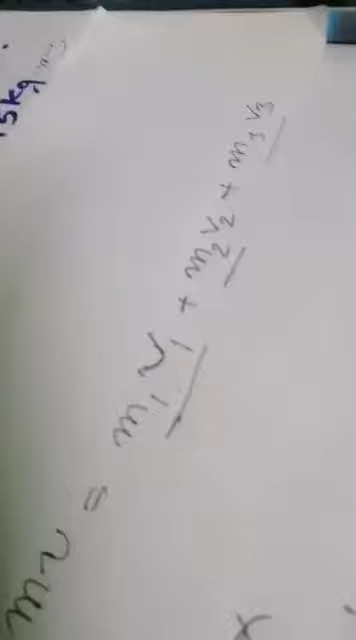 5kg
mv = m₁v₁ + m₂v₂ + m₃v₃
x